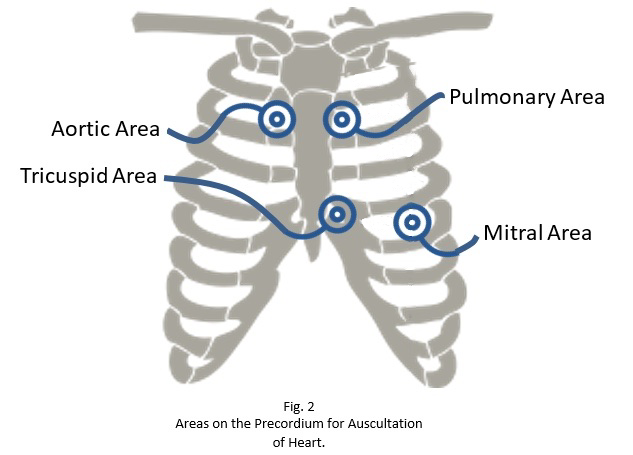 Pulmonary Area
Aortic Area
Tricuspid Area
Mitral Area
Fig. 2
Areas on the Precordium for Auscultation
of Heart.